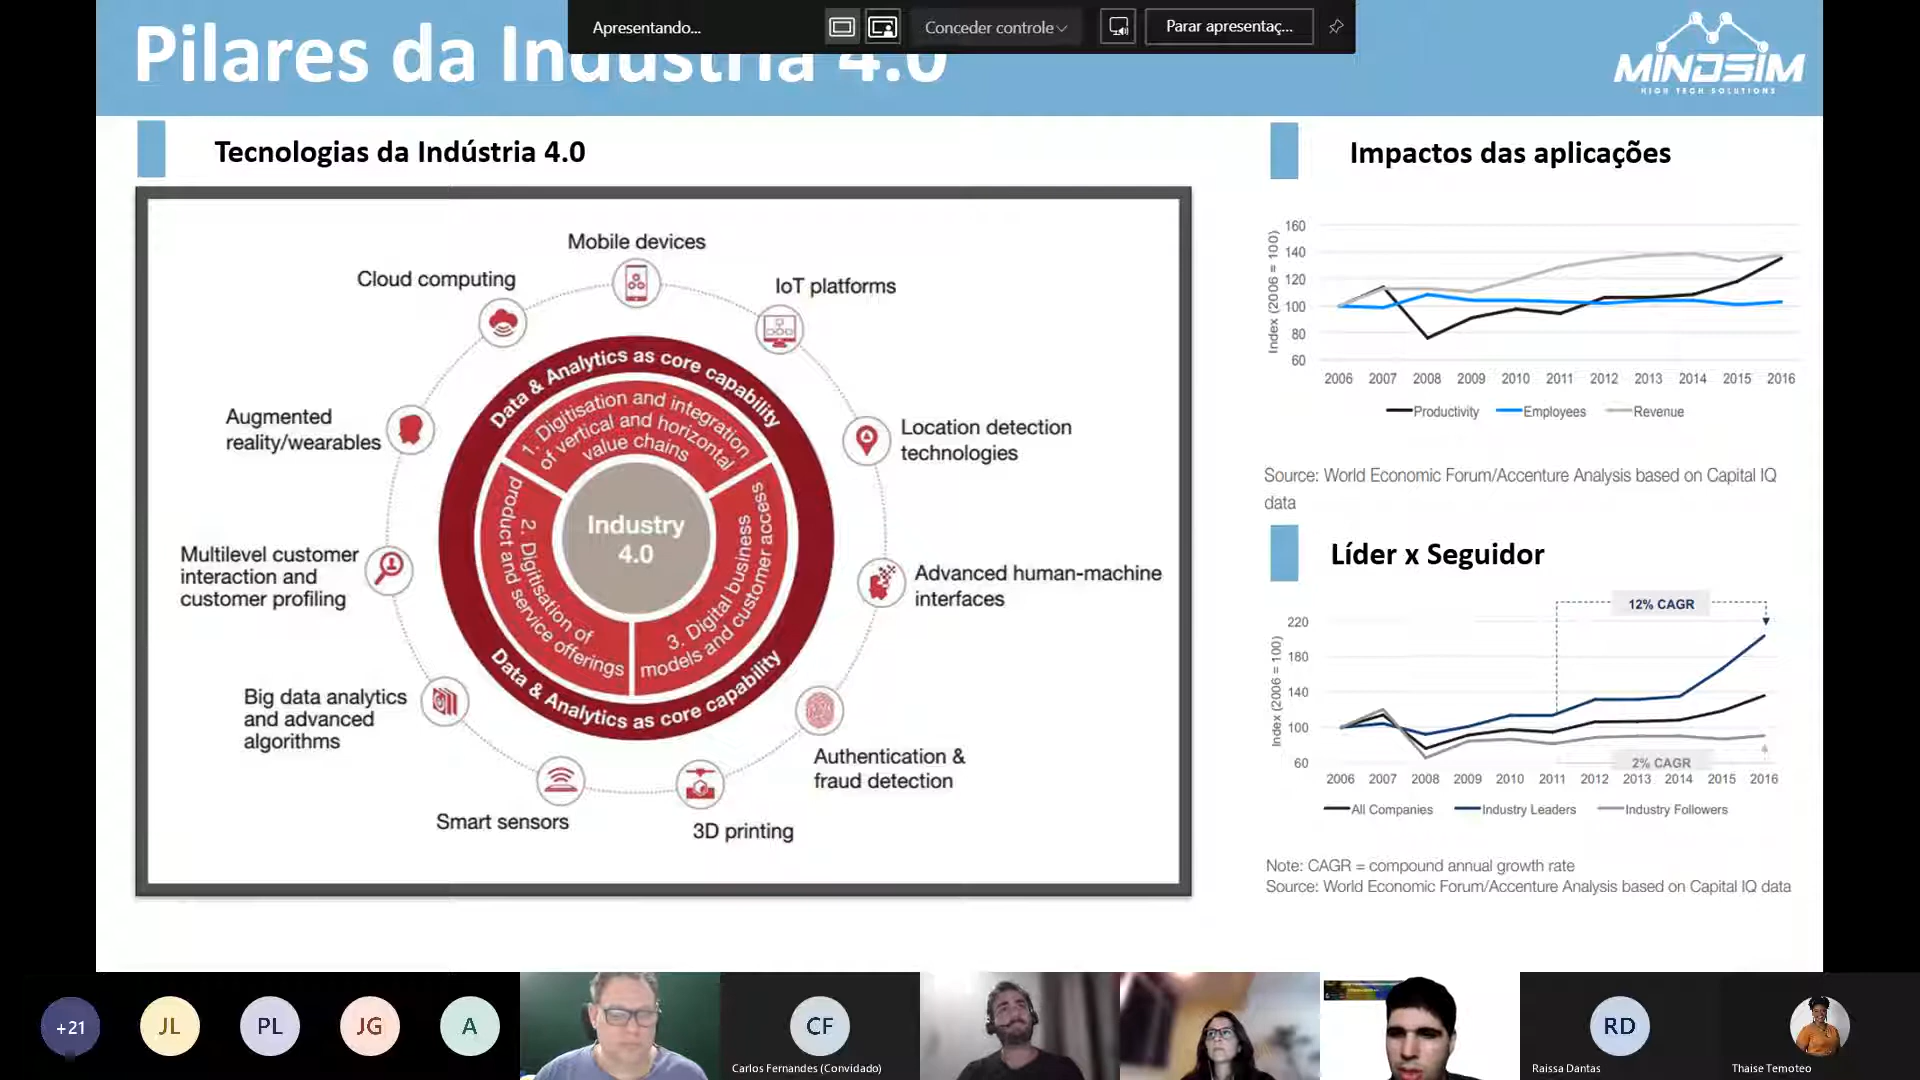 Apresentando...
Conceder controle
Parar apresentaç...
Pilares da Indústria 4.0
MINDSIM
HIGH TECH SOLUTIONS
Tecnologias da Indústria 4.0
Mobile devices
Cloud computing
IoT platforms
Augmented
reality/wearables
Location detection
technologies
Multilevel customer
interaction and
customer profiling
Advanced human-machine
interfaces
Big data analytics
and advanced
algorithms
Authentication &
fraud detection
Smart sensors
3D printing
Data & Analytics as core capability
1. Digitisation and integration
of vertical and horizontal
value chains
2. Digitisation of
product and service offerings
3. Digital business
models and customer access
Industry
4.0
Data & Analytics as core capability
Impactos das aplicações
Index (2006 = 100)
160
140
120
100
80
60
2006 2007 2008 2009 2010 2011 2012 2013 2014 2015 2016
Productivity Employees Revenue
Source: World Economic Forum/Accenture Analysis based on Capital IQ
data
Líder x Seguidor
12% CAGR
Index (2006 = 100)
220
180
140
100
60
2% CAGR
2006 2007 2008 2009 2010 2011 2012 2013 2014 2015 2016
All Companies Industry Leaders Industry Followers
Note: CAGR = compound annual growth rate
Source: World Economic Forum/Accenture Analysis based on Capital IQ data
+21
JL
PL
JG
A
CF
Carlos Fernandes (Convidado)
RD
Raissa Dantas
Thaise Temoteo